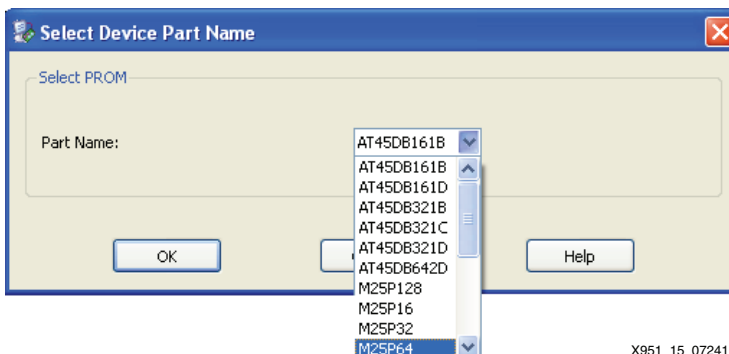 Select Device Part Name
Select PROM
Part Name:
AT45DB161B
AT45DB161B
AT45DB161D
AT45DB321B
AT45DB321C
AT45DB321D
AT45DB642D
M25P128
M25P16
M25P32
M25P64
OK
Help
X951_15_07241